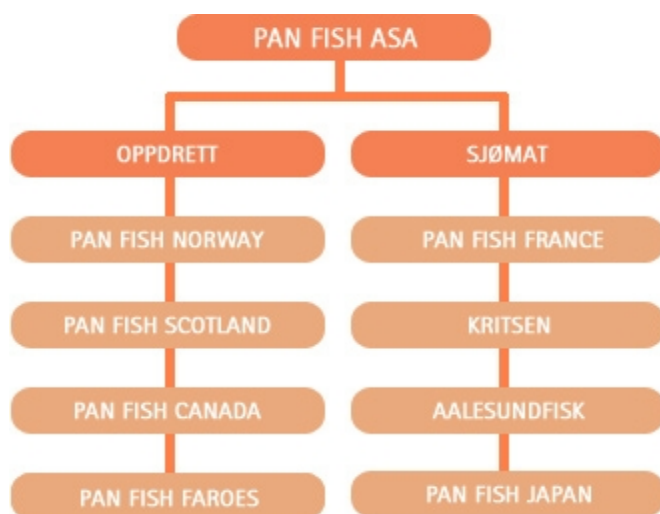 PAN FISH ASA
OPPDRETT
PAN FISH NORWAY
PAN FISH SCOTLAND
PAN FISH CANADA
PAN FISH FAROES
SJØMAT
PAN FISH FRANCE
KRITSEN
AALESUNDFISK
PAN FISH JAPAN